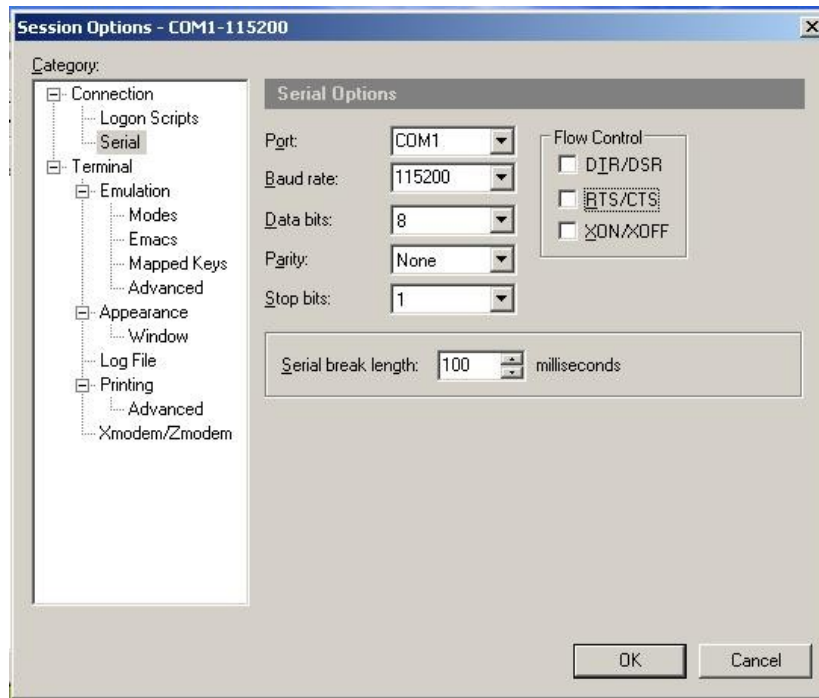 Session Options - COM1-115200
Category:
Connection
Logon Scripts
Serial
Terminal
Emulation
Modes
Emacs
Mapped Keys
Advanced
Appearance
Window
Log File
Printing
Advanced
Xmodem/Zmodem
Serial Options
Port: COM1
Baud rate: 115200
Data bits: 8
Parity: None
Stop bits: 1
Flow Control
DTR/DSR
RTS/CTS
XON/XOFF
Serial break length: 100 milliseconds
OK Cancel